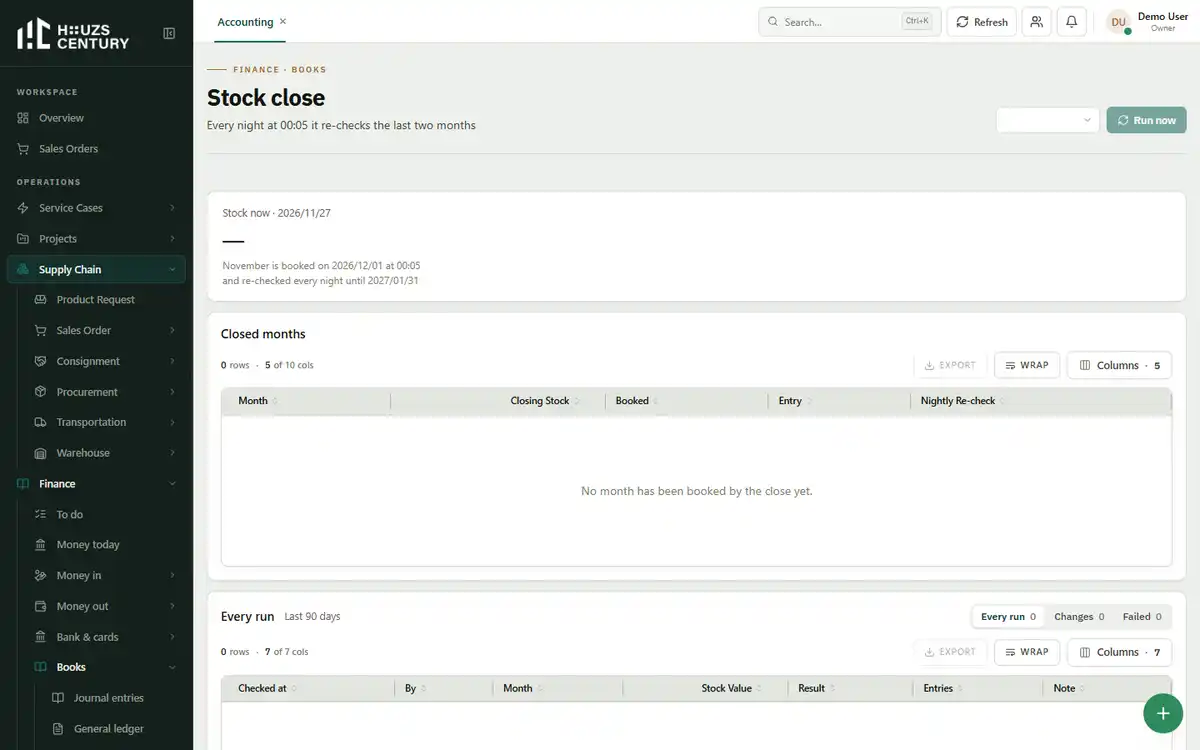 HOUZS
CENTURY
Accounting
Search...
Ctrl+K
Refresh
DU
Demo User
Owner
WORKSPACE
Overview
Sales Orders
OPERATIONS
Service Cases
Projects
Supply Chain
Product Request
Sales Order
Consignment
Procurement
Transportation
Warehouse
Finance
To do
Money today
Money in
Money out
Bank & cards
Books
Journal entries
General ledger
FINANCE · BOOKS
Stock close
Every night at 00:05 it re-checks the last two months
Run now
Stock now · 2026/11/27
—
November is booked on 2026/12/01 at 00:05
and re-checked every night until 2027/01/31
Closed months
0 rows · 5 of 10 cols
EXPORT
WRAP
Columns · 5
Month Closing Stock Booked Entry Nightly Re-check
No month has been booked by the close yet.
Every run Last 90 days
Every run 0 Changes 0 Failed 0
0 rows · 7 of 7 cols
EXPORT
WRAP
Columns · 7
Checked at By Month Stock Value Result Entries Note